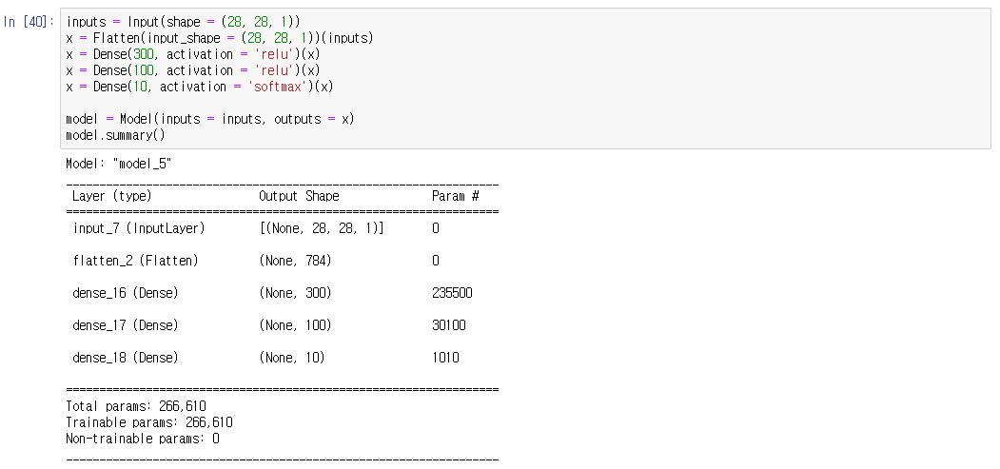 In [40]:
inputs = Input(shape = (28, 28, 1))
x = Flatten(input_shape = (28, 28, 1))(inputs)
x = Dense(300, activation = 'relu')(x)
x = Dense(100, activation = 'relu')(x)
x = Dense(10, activation = 'softmax')(x)
model = Model(inputs = inputs, outputs = x)
model.summary()
Model: "model_5"
_________________________________________________________________
Layer (type) Output Shape Param #
=================================================================
input_7 (InputLayer) [(None, 28, 28, 1)] 0
flatten_2 (Flatten) (None, 784) 0
dense_16 (Dense) (None, 300) 235500
dense_17 (Dense) (None, 100) 30100
dense_18 (Dense) (None, 10) 1010
=================================================================
Total params: 266,610
Trainable params: 266,610
Non-trainable params: 0
_________________________________________________________________